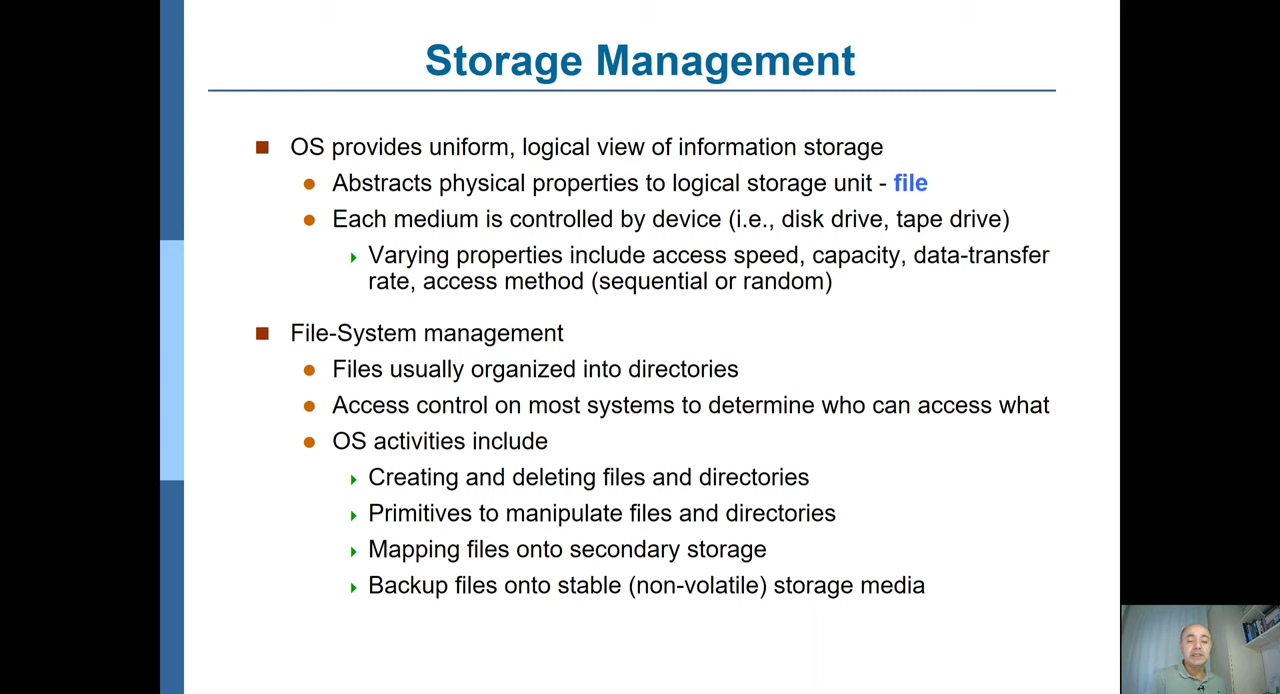 Storage Management
OS provides uniform, logical view of information storage
Abstracts physical properties to logical storage unit - file
Each medium is controlled by device (i.e., disk drive, tape drive)
Varying properties include access speed, capacity, data-transfer
rate, access method (sequential or random)
File-System management
Files usually organized into directories
Access control on most systems to determine who can access what
OS activities include
Creating and deleting files and directories
Primitives to manipulate files and directories
Mapping files onto secondary storage
Backup files onto stable (non-volatile) storage media